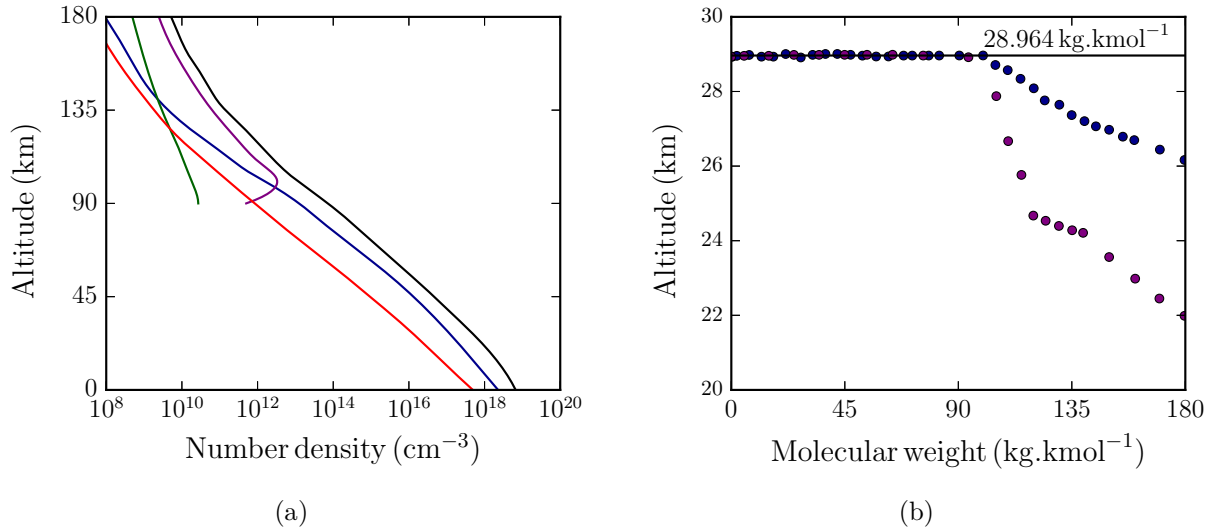 180
135
90
45
0
Altitude (km)
10^8 10^10 10^12 10^14 10^16 10^18 10^20
Number density (cm^−3)
(a)
30
28
26
24
22
20
Altitude (km)
28.964 kg.kmol^−1
0 45 90 135 180
Molecular weight (kg.kmol^−1)
(b)